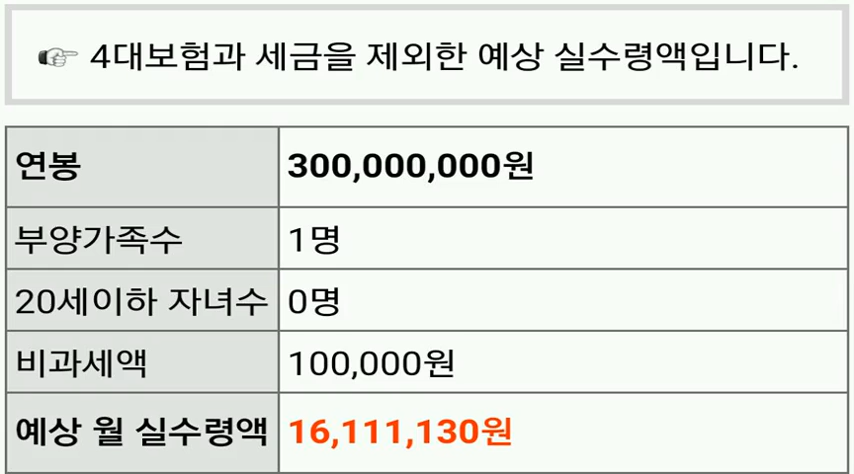 ☞ 4대보험과 세금을 제외한 예상 실수령액입니다.
연봉 300,000,000원
부양가족수 1명
20세이하 자녀수 0명
비과세액 100,000원
예상 월 실수령액 16,111,130원